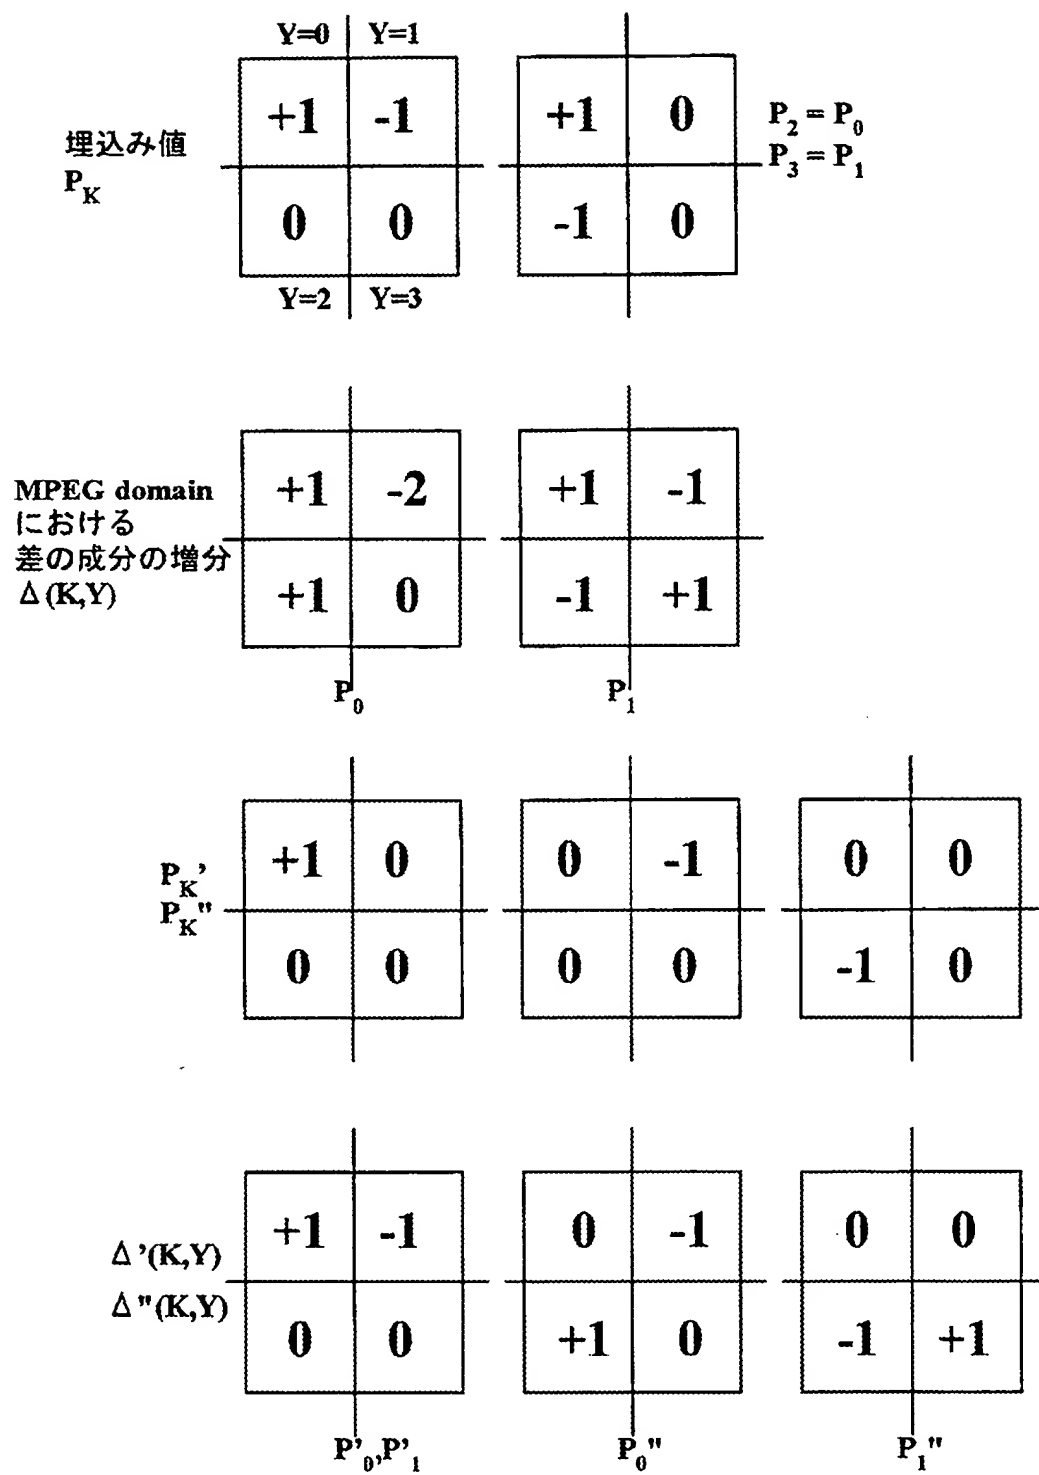 Y=0 Y=1
+1 -1 +1 0
P2 = P0
P3 = P1
埋込み値
PK
0 0 -1 0
Y=2 Y=3
+1 -2 +1 -1
MPEG domain
における
差の成分の増分
Δ(K,Y)
+1 0 -1 +1
P0 P1
+1 0 0 -1 0 0
PK'
PK"
0 0 0 0 -1 0
+1 -1 0 -1 0 0
Δ'(K,Y)
Δ"(K,Y)
0 0 +1 0 -1 +1
P'0,P'1 P0" P1"